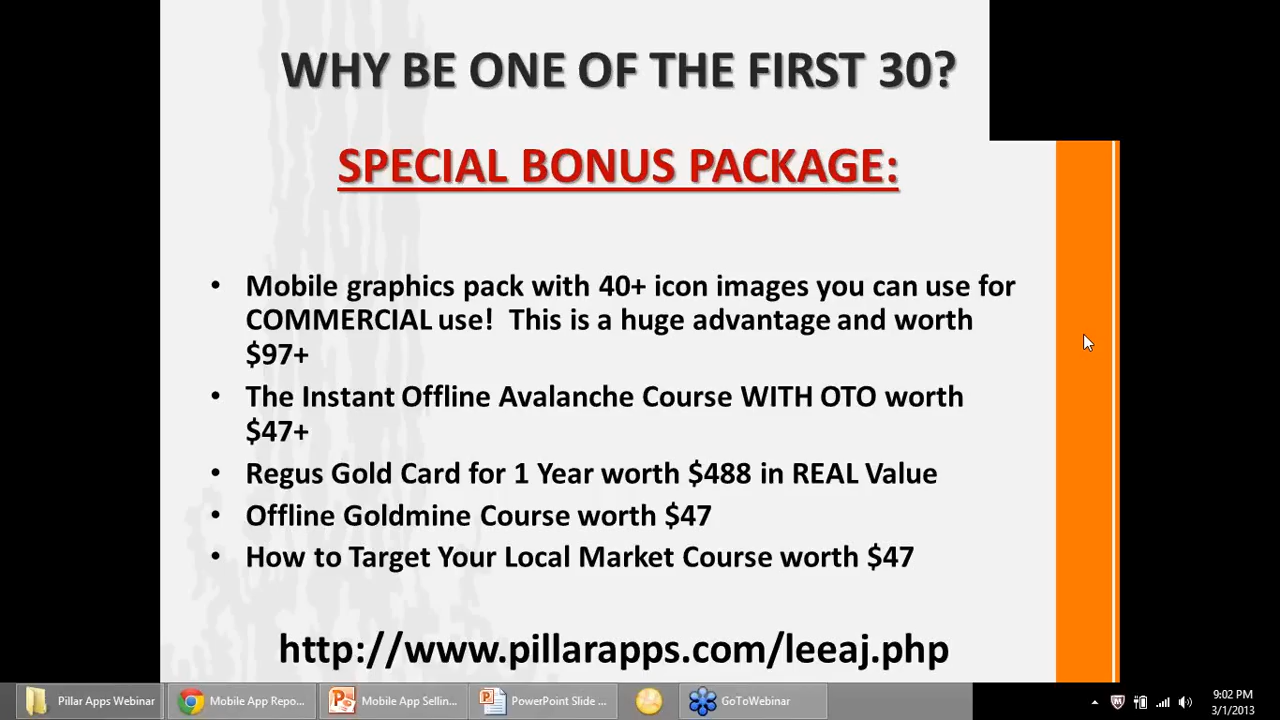 WHY BE ONE OF THE FIRST 30?
SPECIAL BONUS PACKAGE:
• Mobile graphics pack with 40+ icon images you can use for
COMMERCIAL use! This is a huge advantage and worth
$97+
• The Instant Offline Avalanche Course WITH OTO worth
$47+
• Regus Gold Card for 1 Year worth $488 in REAL Value
• Offline Goldmine Course worth $47
• How to Target Your Local Market Course worth $47
http://www.pillarapps.com/leeaj.php
Pillar Apps Webinar
Mobile App Repo...
Mobile App Sellin...
PowerPoint Slide ...
GoToWebinar
9:02 PM
3/1/2013